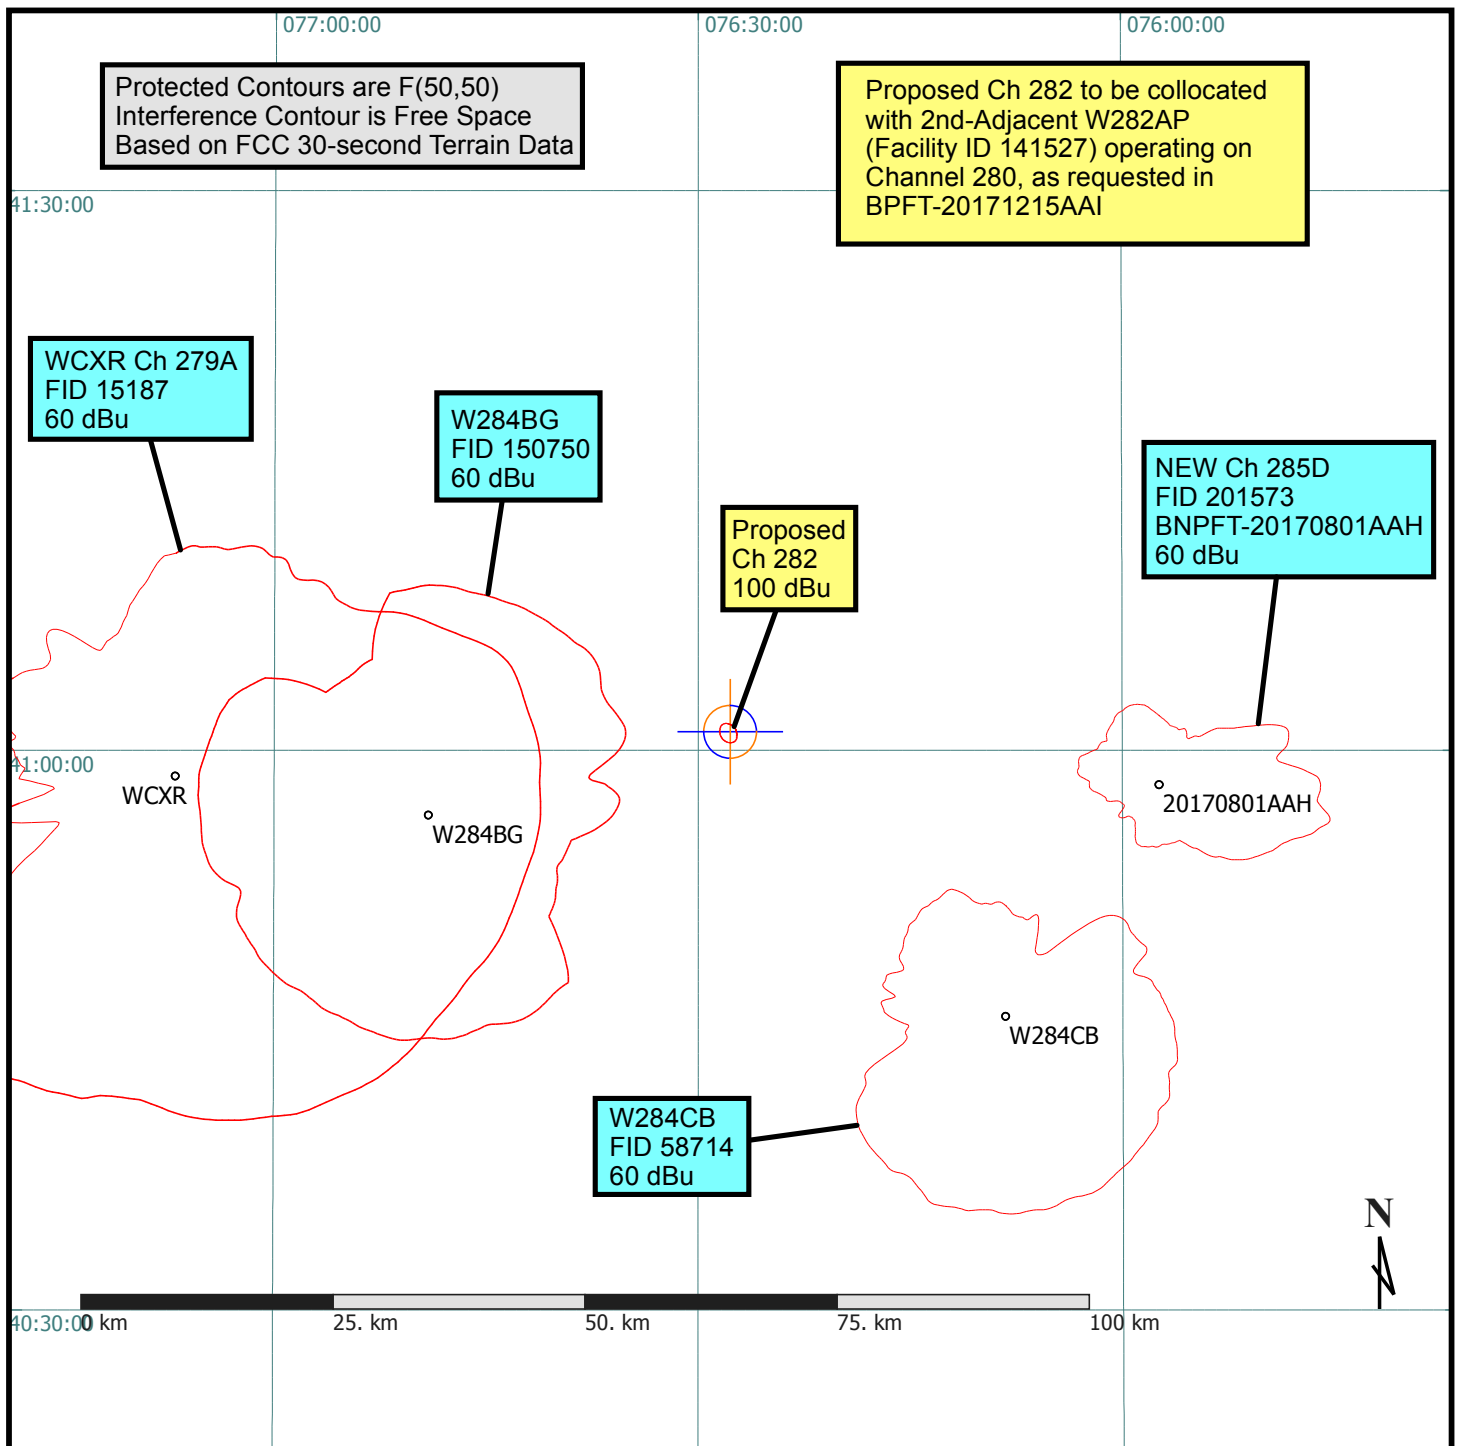 077:00:00
076:30:00
076:00:00
Protected Contours are F(50,50)
Interference Contour is Free Space
Based on FCC 30-second Terrain Data
Proposed Ch 282 to be collocated
with 2nd-Adjacent W282AP
(Facility ID 141527) operating on
Channel 280, as requested in
BPFT-20171215AAI
41:30:00
WCXR Ch 279A
FID 15187
60 dBu
W284BG
FID 150750
60 dBu
NEW Ch 285D
FID 201573
BNPFT-20170801AAH
60 dBu
Proposed
Ch 282
100 dBu
41:00:00
WCXR
W284BG
20170801AAH
W284CB
W284CB
FID 58714
60 dBu
N
40:30:00
0 km
25. km
50. km
75. km
100 km